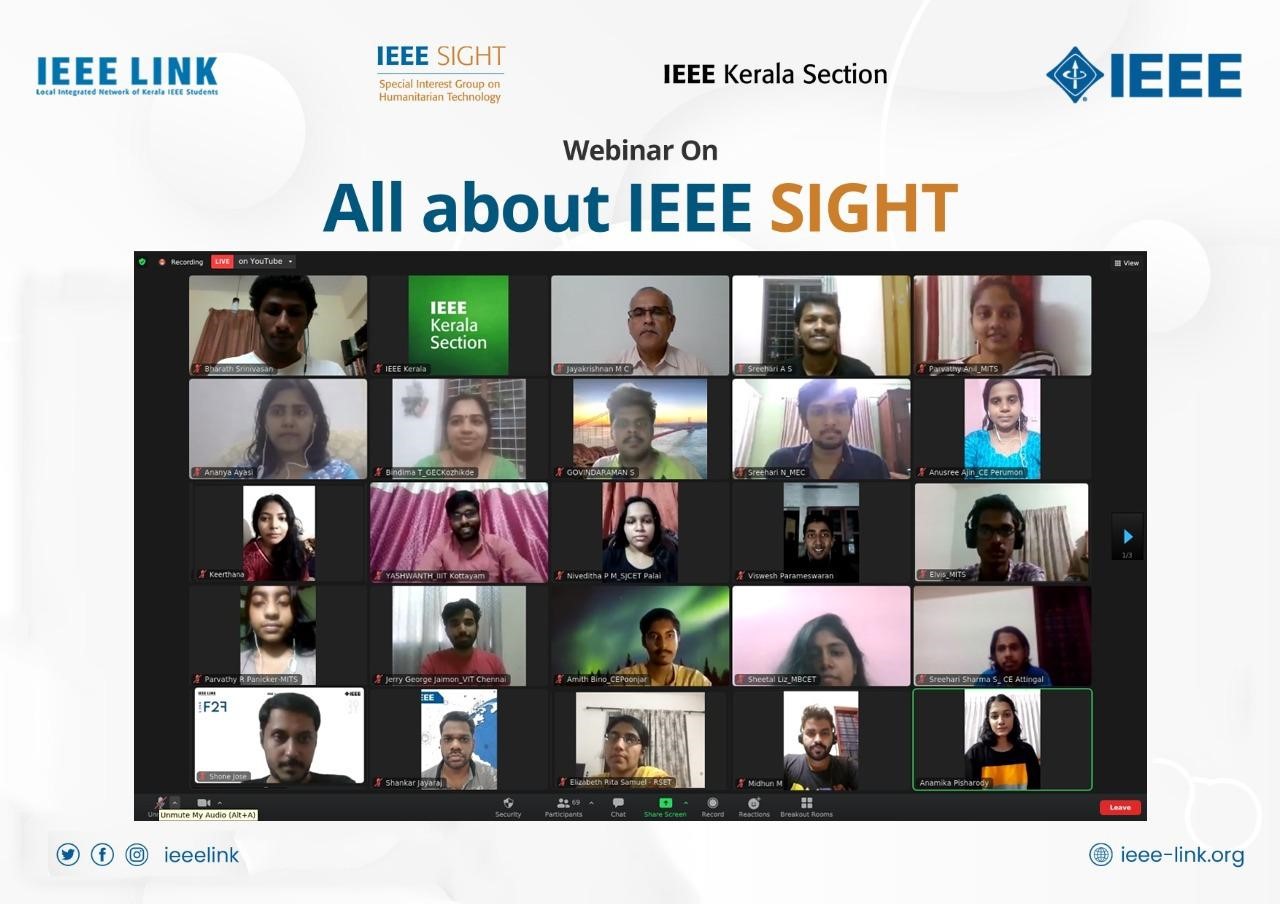 IEEE LINK
Local Integrated Network of Kerala IEEE Students
IEEE SIGHT
Special Interest Group on
Humanitarian Technology
IEEE Kerala Section
IEEE
Webinar On
All about IEEE SIGHT
Recording
LIVE on YouTube
View
Bharath Srinivasan
IEEE
Kerala
Section
IEEE Kerala
Jayakrishnan M C
Sreehari A S
Parvathy Anil_MITS
Ananya Ayasi
Bindima T_GECKozhikde
GOVINDARAMAN S
Sreehari N_MEC
Anusree Ajin_CE Perumon
Keerthana
YASHWANTH_IIIT Kottayam
Niveditha P M_SJCET Palai
Viswesh Parameswaran
Elvis_MITS
1/3
Parvathy R Panicker-MITS
Jerry George Jaimon_VIT Chennai
Amith Bino_CEPoonjar
Sheetal Liz_MBCET
Sreehari Sharma S_ CE Attingal
IEEE LINK
IEEE
F27
Shone Jose
IEEE
Shankar Jayaraj
Elizabeth Rita Samuel - RSET
Midhun M
Anamika Pisharody
Unmute My Audio (Alt+A)
Security
Participants 69
Chat
Share Screen
Record
Reactions
Breakout Rooms
Leave
ieeelink
ieee-link.org